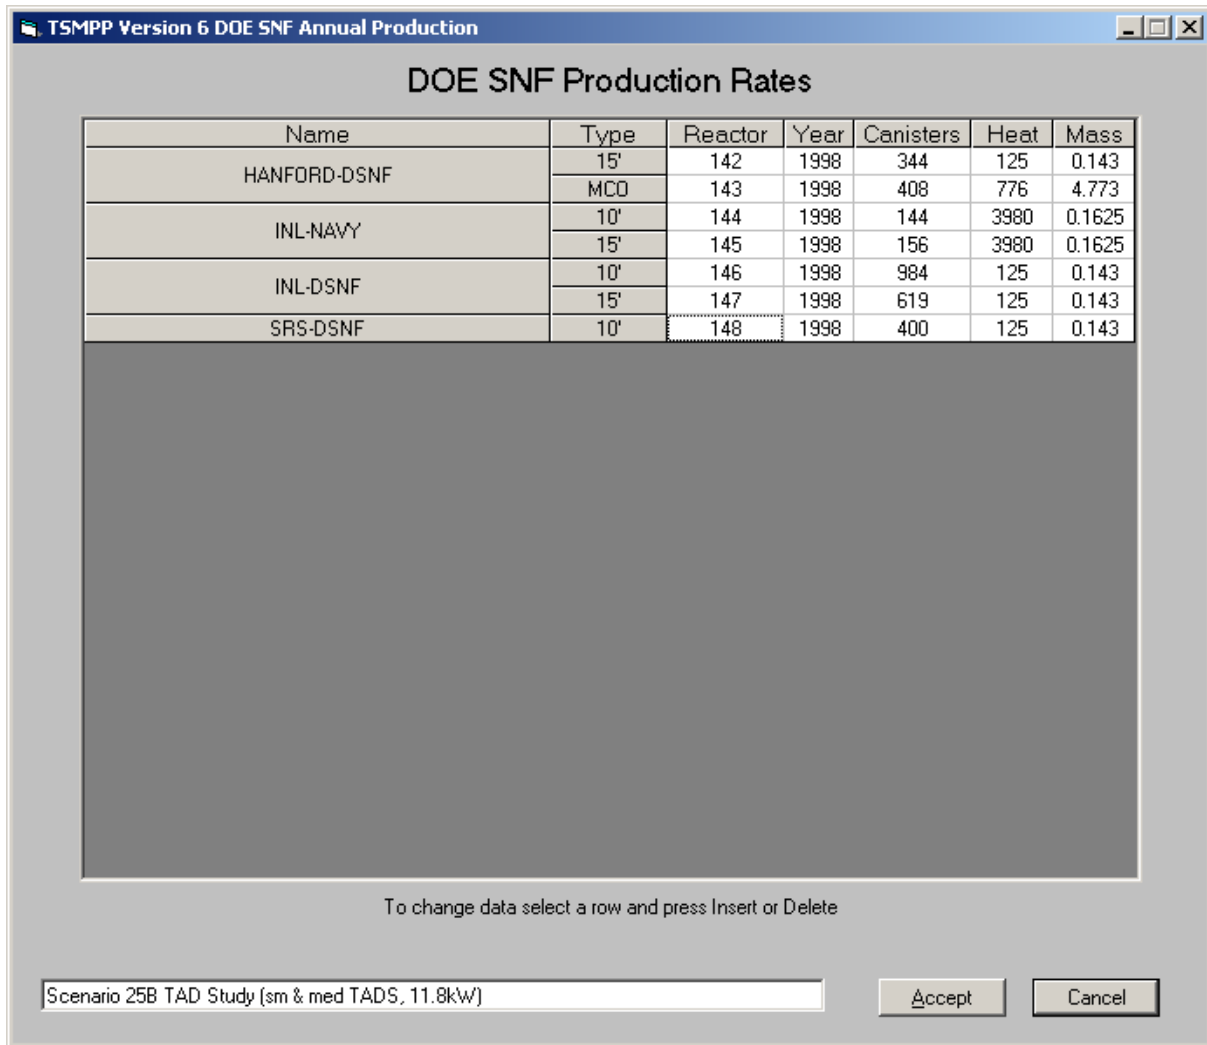 TSMPP Version 6 DOE SNF Annual Production
DOE SNF Production Rates
Name Type Reactor Year Canisters Heat Mass
HANFORD-DSNF 15' 142 1998 344 125 0.143
MCO 143 1998 408 776 4.773
INL-NAVY 10' 144 1998 144 3980 0.1625
15' 145 1998 156 3980 0.1625
INL-DSNF 10' 146 1998 984 125 0.143
15' 147 1998 619 125 0.143
SRS-DSNF 10' 148 1998 400 125 0.143
To change data select a row and press Insert or Delete
Scenario 25B TAD Study (sm & med TADS, 11.8kW) Accept Cancel